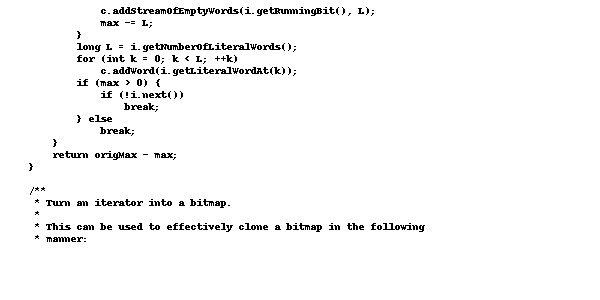 c.addStreamOfEmptyWords(i.getRunningBit(), L);
max -= L;
}
long L = i.getNumberOfLiteralWords();
for (int k = 0; k < L; ++k)
c.addWord(i.getLiteralWordAt(k));
if (max > 0) {
if (!i.next())
break;
} else
break;
}
return origMax - max;
}
/**
* Turn an iterator into a bitmap.
*
* This can be used to effectively clone a bitmap in the following
* manner: